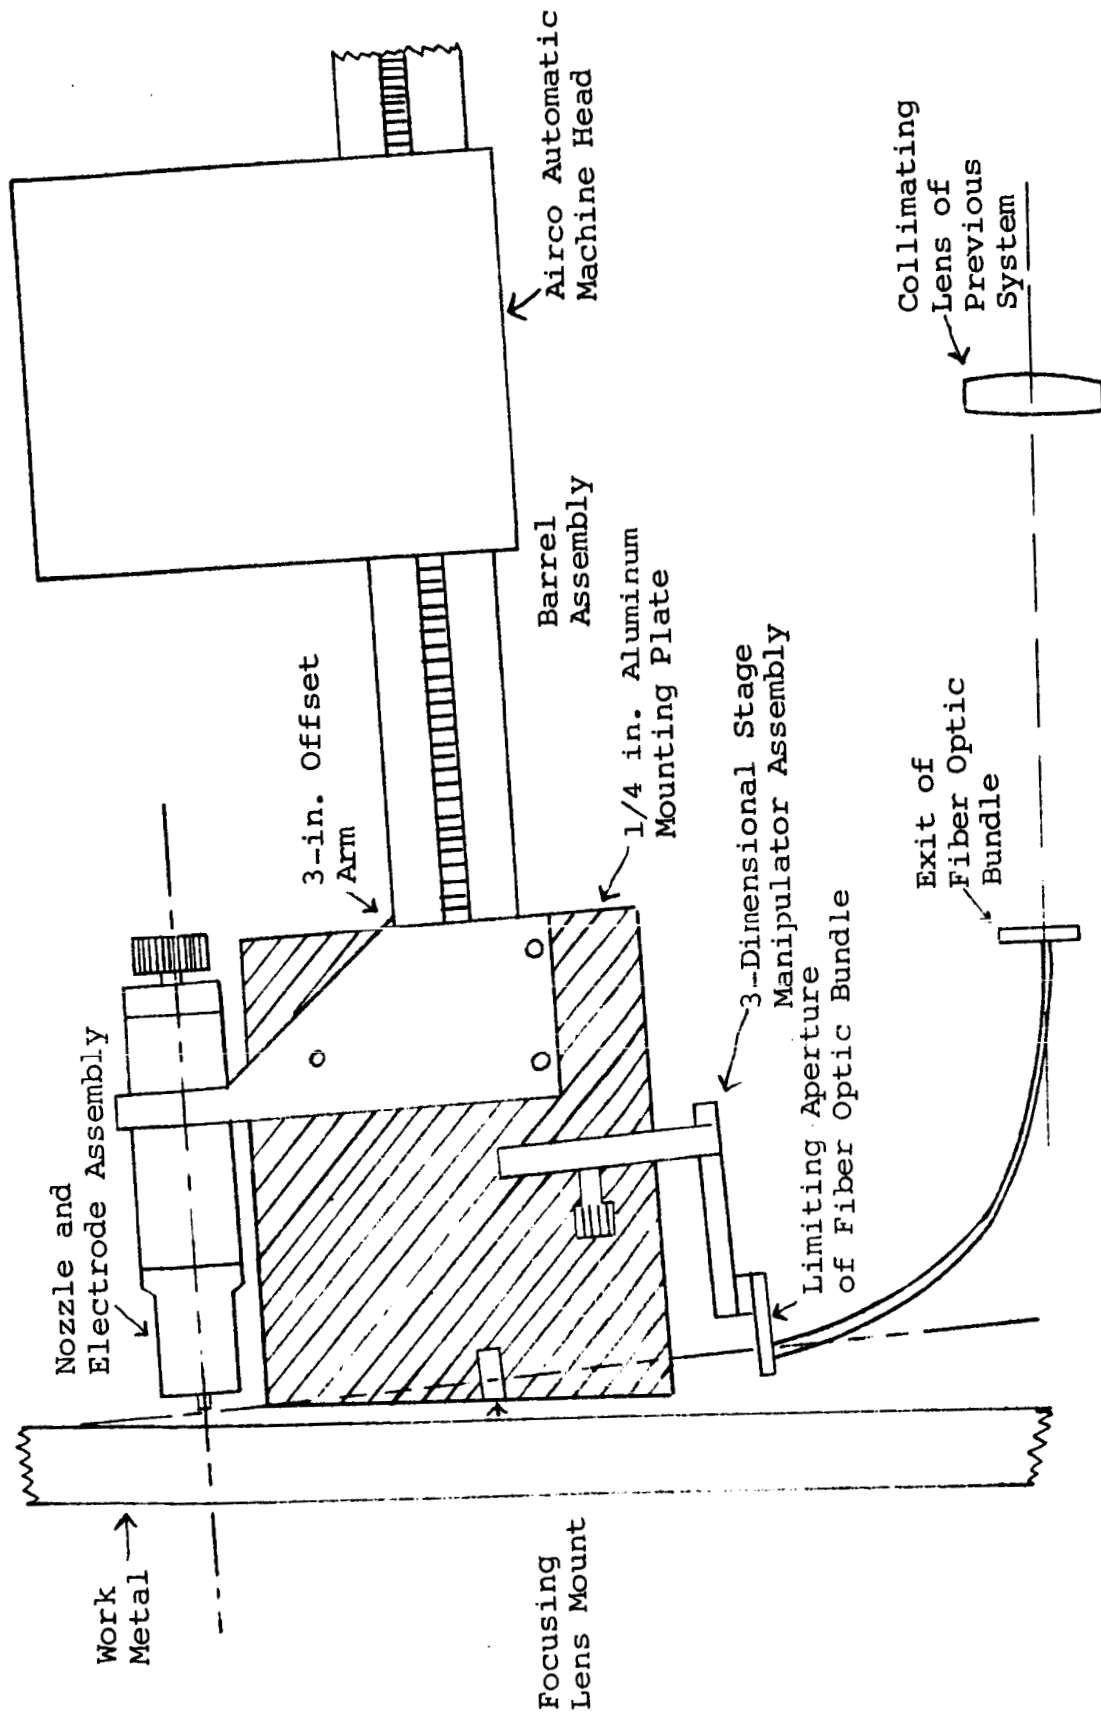 Work
Metal
Nozzle and
Electrode Assembly
3-in. Offset
Arm
Airco Automatic
Machine Head
Barrel
Assembly
Focusing
Lens Mount
1/4 in. Aluminum
Mounting Plate
3-Dimensional Stage
Manipulator Assembly
Limiting Aperture
of Fiber Optic Bundle
Exit of
Fiber Optic
Bundle
Collimating
Lens of
Previous
System